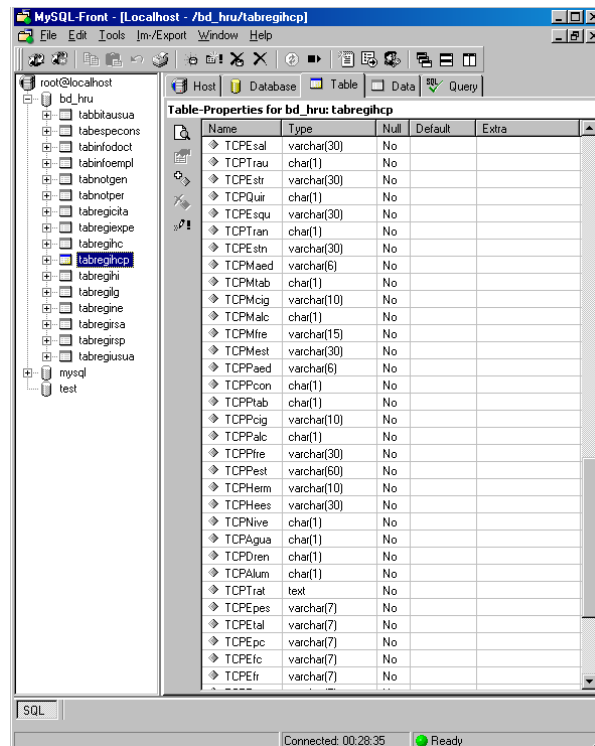 MySQL-Front - [Localhost - /bd_hru/tabregihcp]
File Edit Tools Im-/Export Window Help
root@localhost
bd_hru
tabbitausua
tabespecons
tabinfodoct
tabinfoempl
tabnotgen
tabnotper
tabregicita
tabregiexpe
tabregihc
tabregihcp
tabregihi
tabregilg
tabregine
tabregirsa
tabregirsp
tabregiusua
mysql
test
Host Database Table Data SQL Query
Table-Properties for bd_hru: tabregihcp
Name Type Null Default Extra
TCPEsal varchar(30) No
TCPTrau char(1) No
TCPEstr varchar(30) No
TCPQuir char(1) No
TCPEsqu varchar(30) No
TCPTran char(1) No
TCPEstn varchar(30) No
TCPMaed varchar(6) No
TCPMtab char(1) No
TCPMcig varchar(10) No
TCPMalc char(1) No
TCPMfre varchar(15) No
TCPMest varchar(30) No
TCPPaed varchar(6) No
TCPPcon char(1) No
TCPPtab char(1) No
TCPPcig varchar(10) No
TCPPalc char(1) No
TCPPfre varchar(30) No
TCPPest varchar(60) No
TCPHerm varchar(10) No
TCPHees varchar(30) No
TCPNive char(1) No
TCPAgua char(1) No
TCPDren char(1) No
TCPAlum char(1) No
TCPTrat text No
TCPEpes varchar(7) No
TCPEtal varchar(7) No
TCPEpc varchar(7) No
TCPEfc varchar(7) No
TCPEfr varchar(7) No
SQL
Connected: 00:28:35 Ready